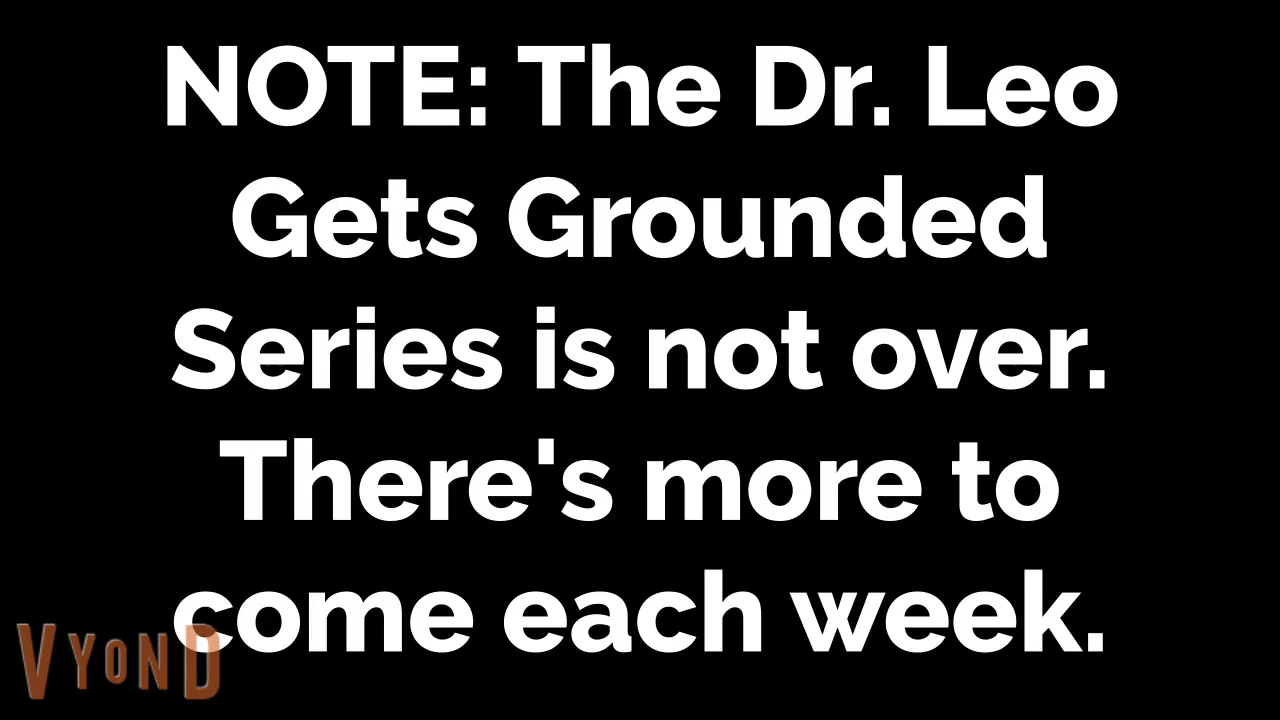 NOTE: The Dr. Leo
Gets Grounded
Series is not over.
There's more to
come each week.
VYOND